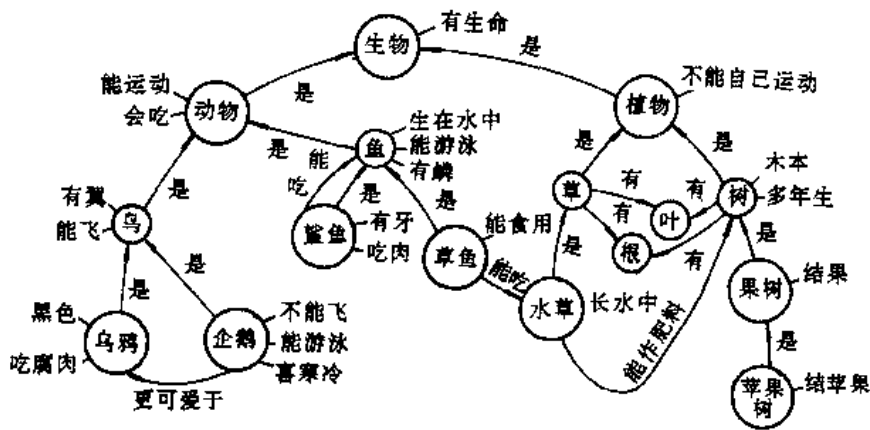 生物
有生命
是
是
能运动
会吃
动物
植物
不能自己运动
是
能
吃
鱼
生在水中
能游泳
有鳞
是
是
木本
多年生
树
草
有
有
有
有
叶
根
有翼
能飞
鸟
是
是
鲨鱼
有牙
吃肉
是
草鱼
能食用
能吃
是
水草
长水中
能作肥料
是
果树
结果
是
是
黑色
吃腐肉
乌鸦
企鹅
不能飞
能游泳
喜寒冷
更可爱于
是
苹果
树
结苹果